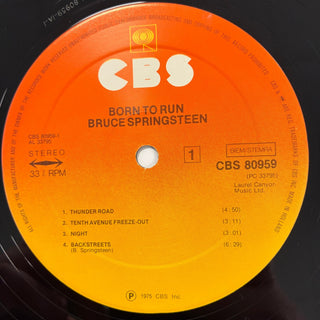 CBS
BORN TO RUN
BRUCE SPRINGSTEEN
CBS 80959-1
AL 33795
STEREO
33⅓ RPM
1
BIEM/STEMRA
CBS 80959
(PC 33795)
Laurel Canyon
Music Ltd.
1 THUNDER ROAD (4:50)
2 TENTH AVENUE FREEZE-OUT (3:11)
3 NIGHT (3:01)
4 BACKSTREETS (6:29)
(B. Springsteen)
Ⓟ 1975 CBS Inc.